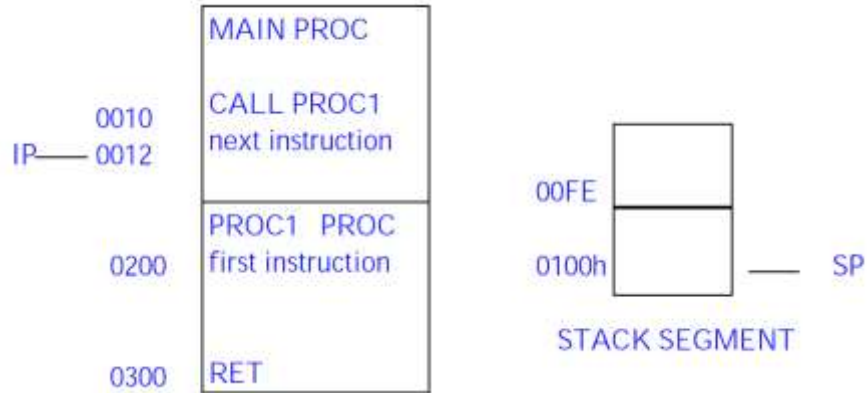 MAIN PROC
0010 CALL PROC1
IP 0012 next instruction
PROC1 PROC
0200 first instruction
0300 RET
00FE
0100h SP
STACK SEGMENT